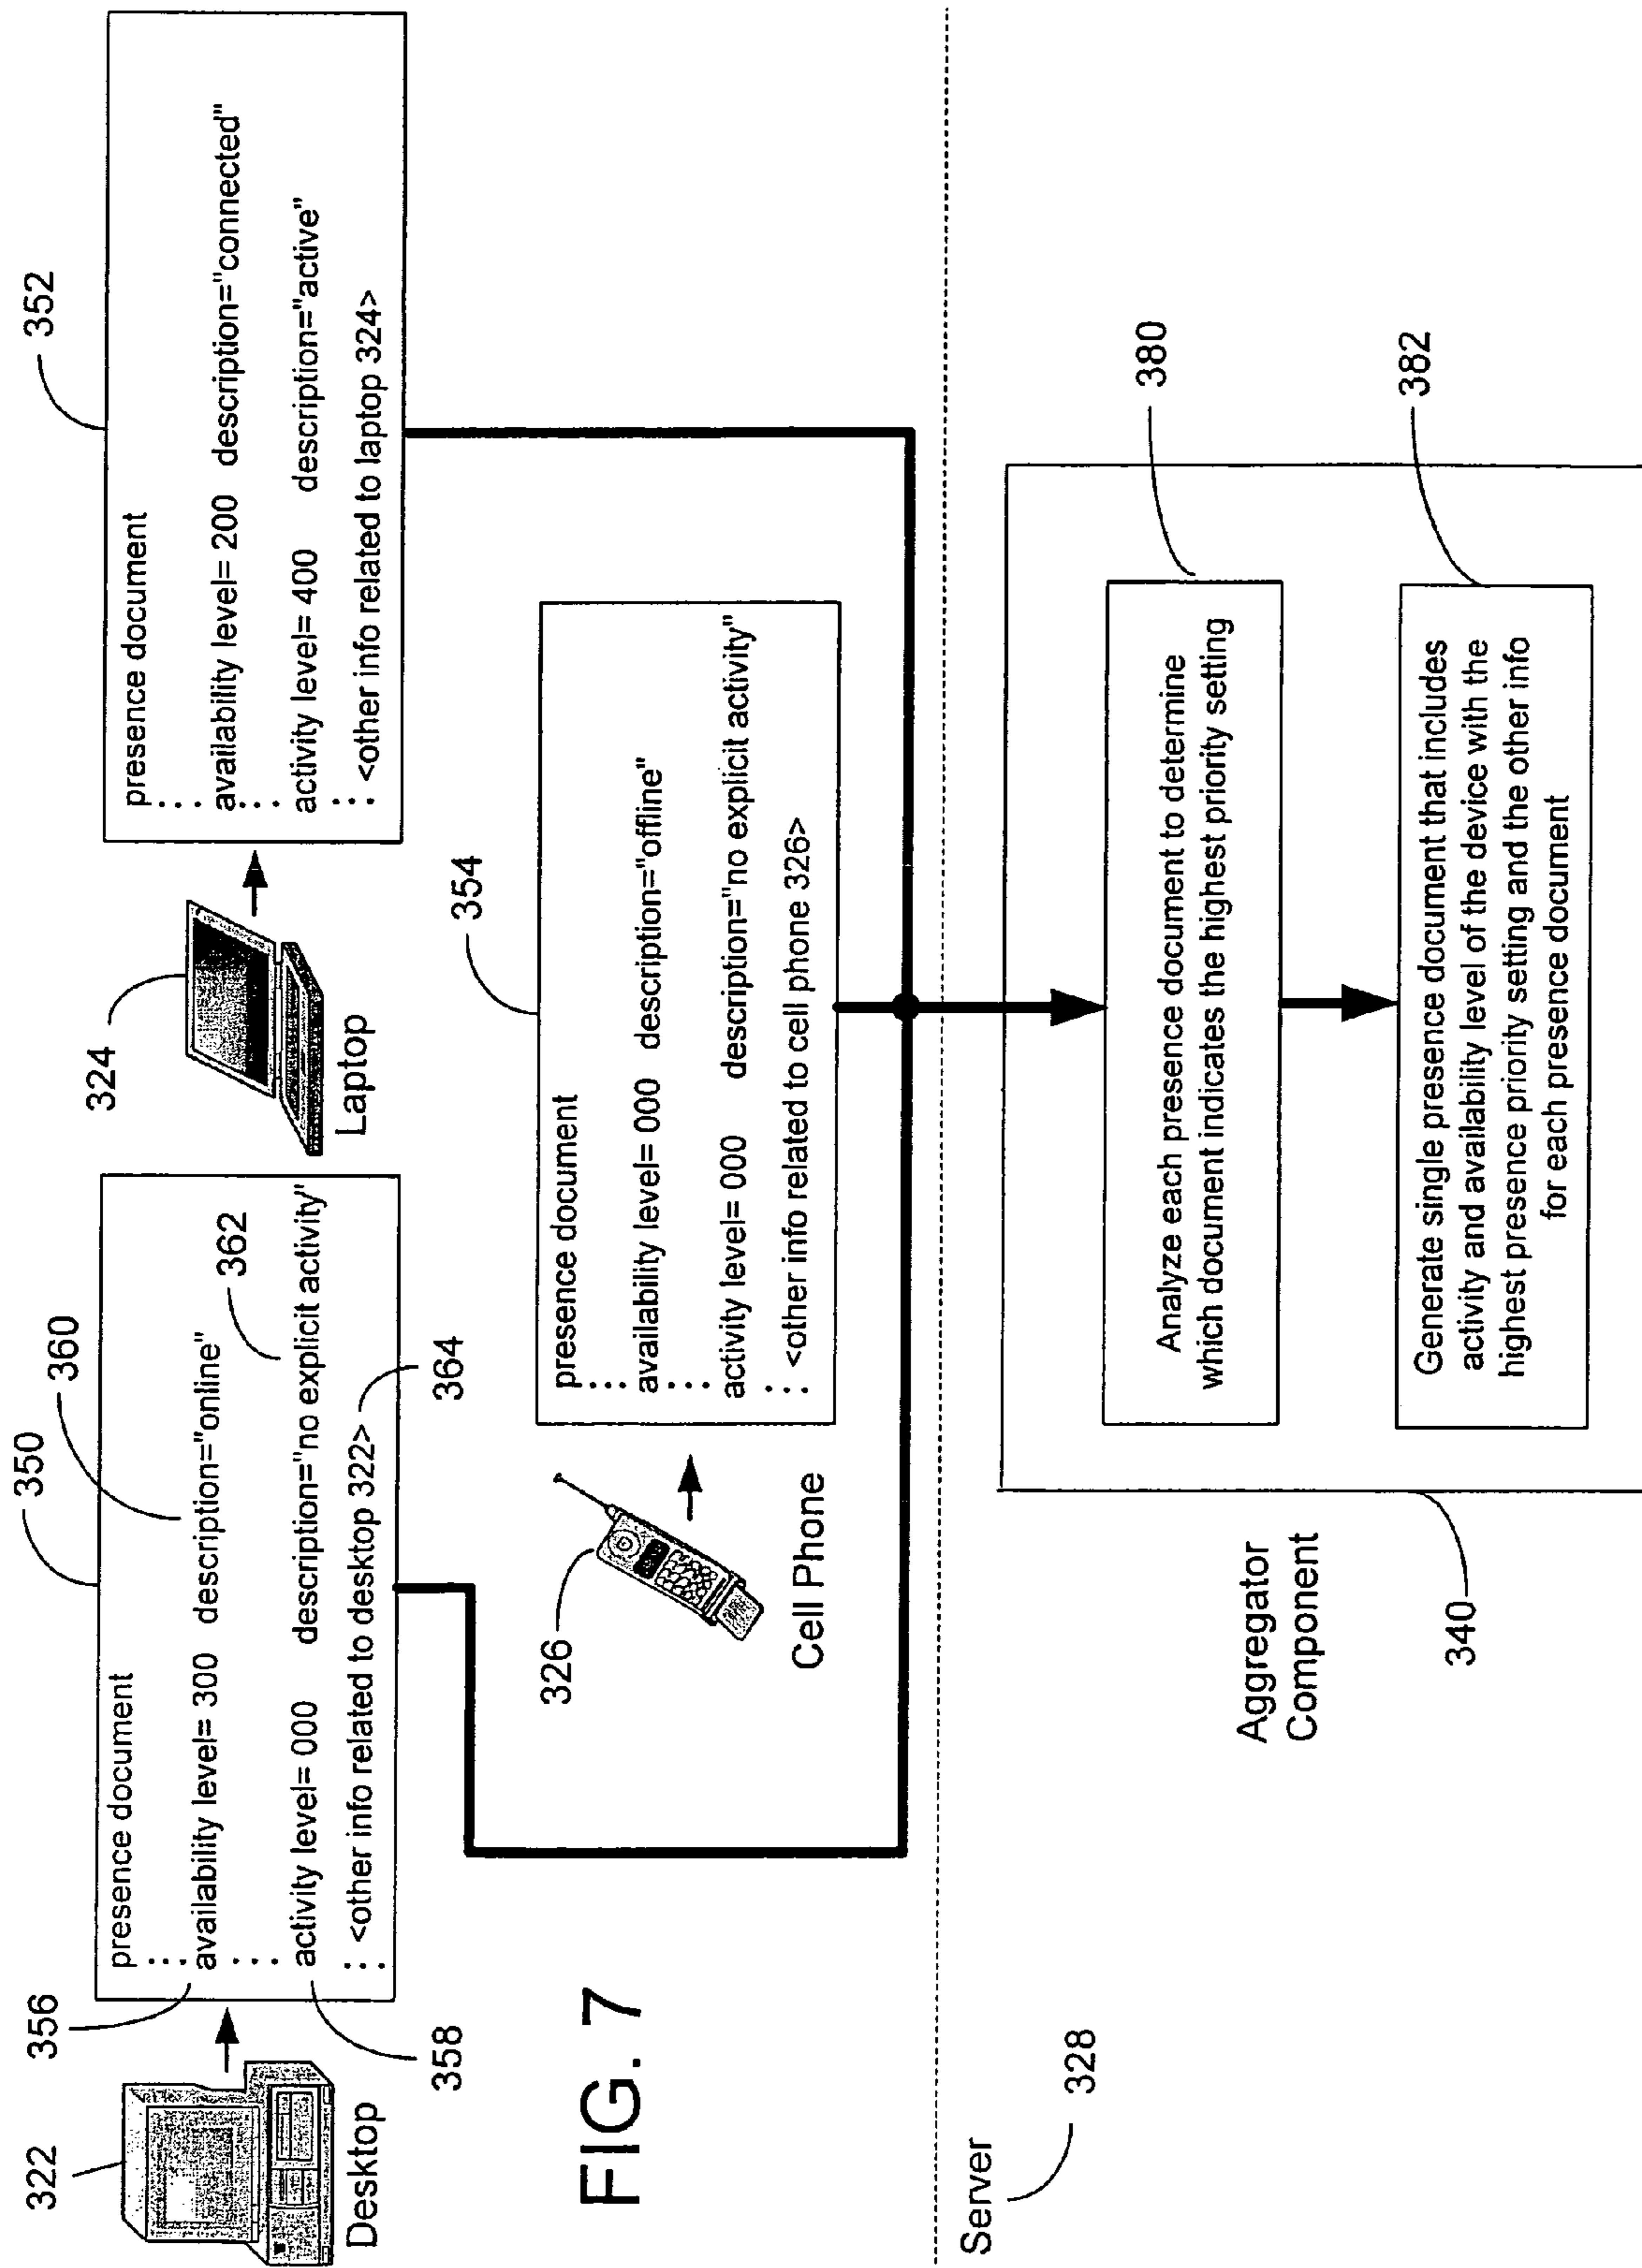 350
360
356
presence document
availability level= 300 description="online"
362
activity level= 000 description="no explicit activity"
<other info related to desktop 322>
358
364
322
Desktop
352
324
Laptop
presence document
availability level= 200 description="connected"
activity level= 400 description="active"
<other info related to laptop 324>
354
326
Cell Phone
presence document
availability level= 000 description="offline"
activity level= 000 description="no explicit activity"
<other info related to cell phone 326>
FIG. 7
Server
328
Aggregator
Component
340
380
Analyze each presence document to determine
which document indicates the highest priority setting
382
Generate single presence document that includes
activity and availability level of the device with the
highest presence priority setting and the other info
for each presence document